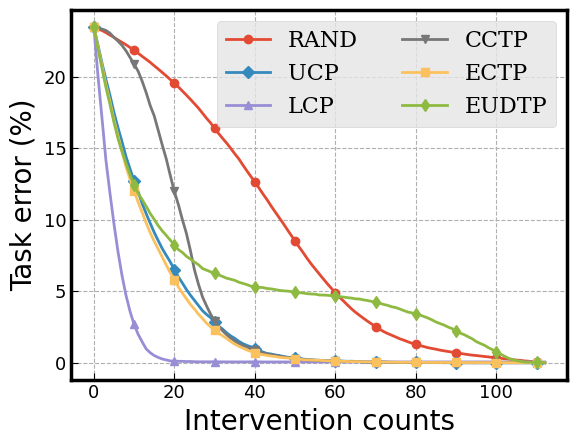 Task error (%)
20
15
10
5
0
RAND
UCP
LCP
CCTP
ECTP
EUDTP
0 20 40 60 80 100
Intervention counts